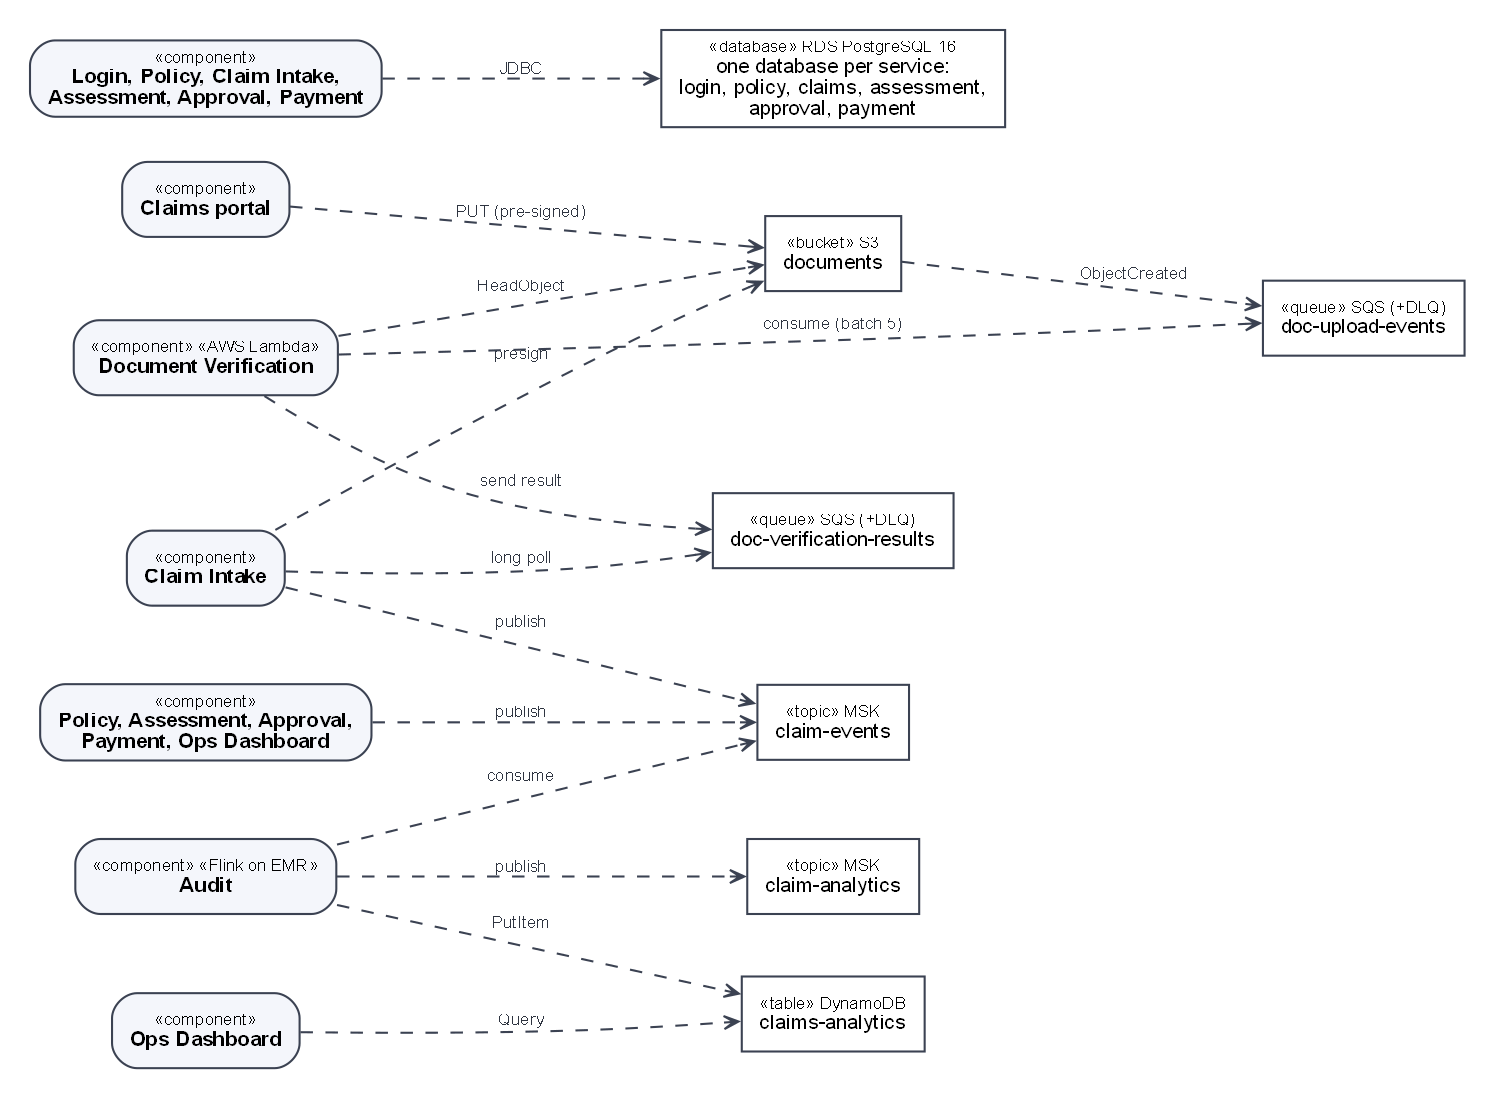 «component»
Login, Policy, Claim Intake,
Assessment, Approval, Payment
JDBC
«database» RDS PostgreSQL 16
one database per service:
login, policy, claims, assessment,
approval, payment
«component»
Claims portal
PUT (pre-signed)
«bucket» S3
documents
HeadObject
ObjectCreated
«queue» SQS (+DLQ)
doc-upload-events
«component» «AWS Lambda»
Document Verification
consume (batch 5)
presign
send result
«queue» SQS (+DLQ)
doc-verification-results
«component»
Claim Intake
long poll
publish
«component»
Policy, Assessment, Approval,
Payment, Ops Dashboard
publish
«topic» MSK
claim-events
consume
«component» «Flink on EMR»
Audit
publish
«topic» MSK
claim-analytics
PutItem
«table» DynamoDB
claims-analytics
«component»
Ops Dashboard
Query